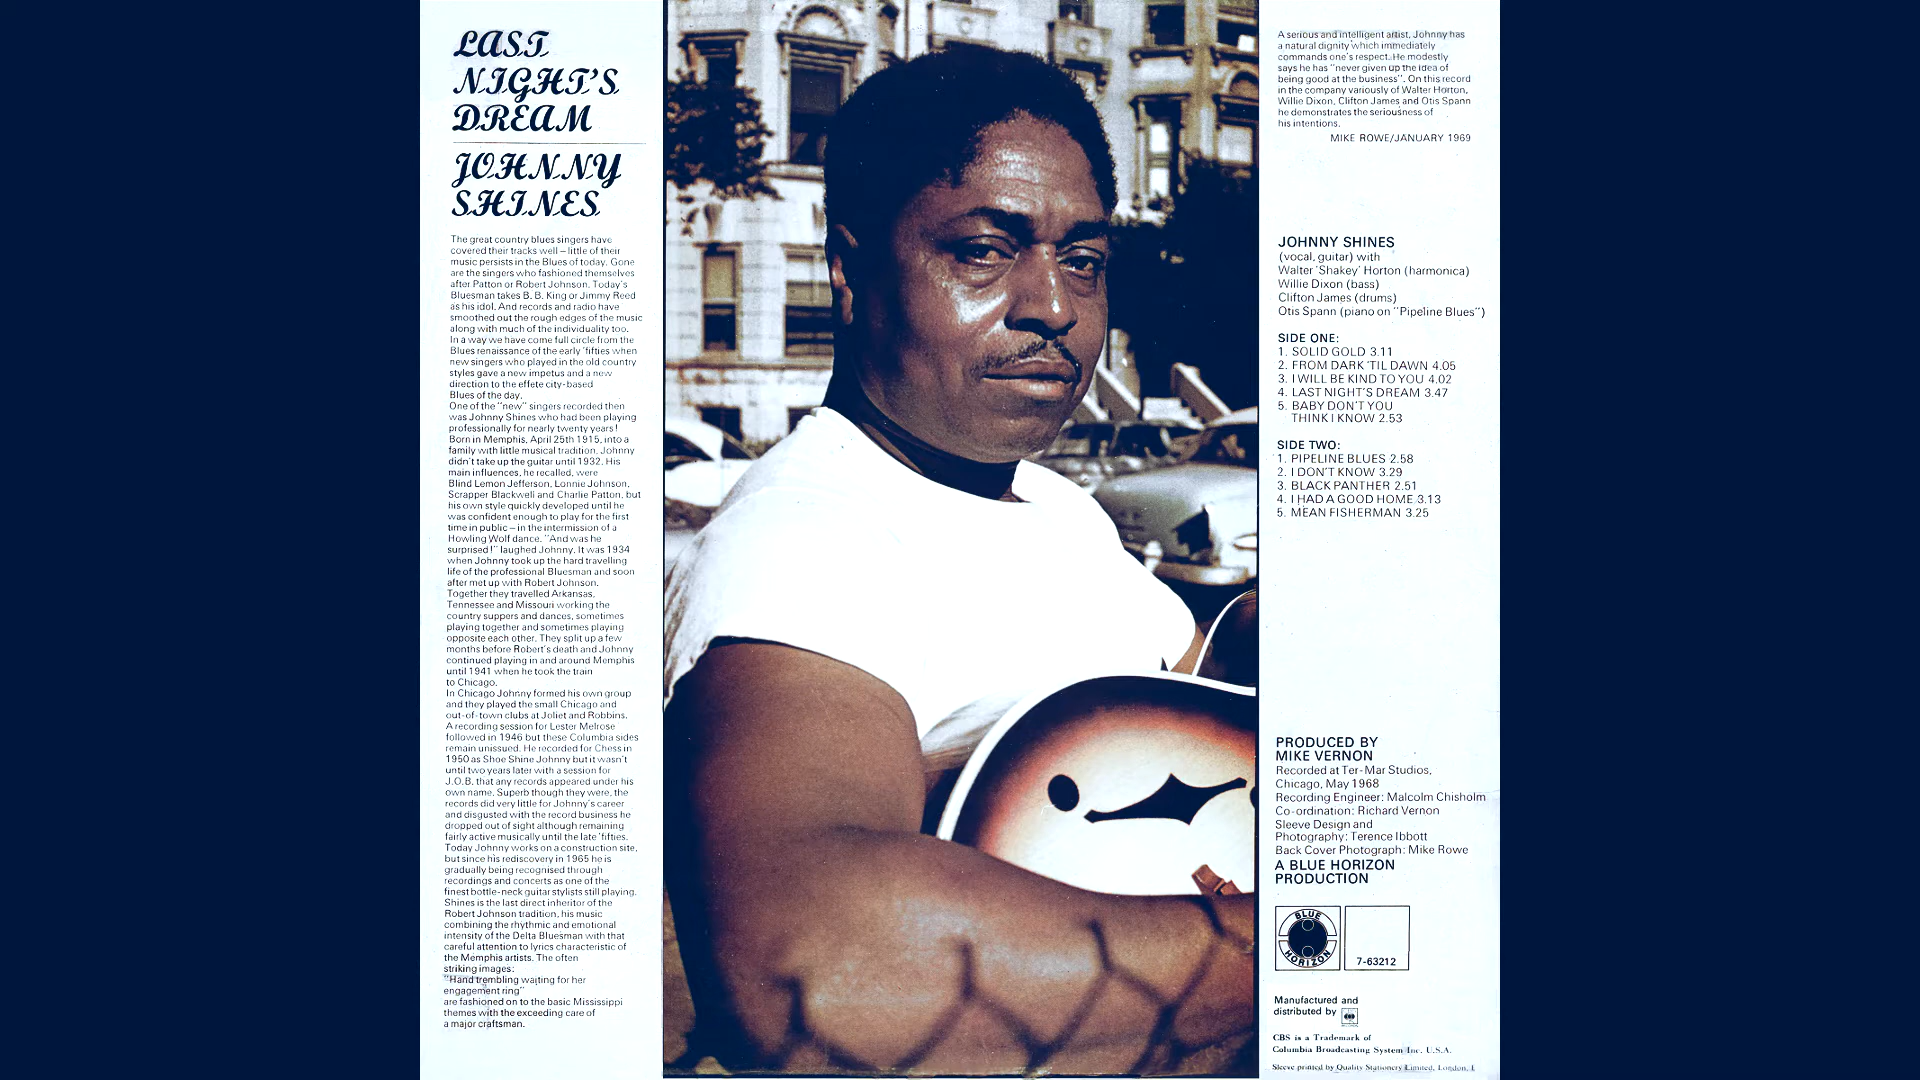 LAST
NIGHT'S
DREAM
JOHNNY
SHINES
The great country blues singers have
covered their tracks well – little of their
music persists in the Blues of today. Gone
are the singers who fashioned themselves
after Patton or Robert Johnson. Today's
Bluesman takes B. B. King or Jimmy Reed
as his idol. And records and radio have
smoothed out the rough edges of the music
along with much of the individuality too.
In a way we have come full circle from the
Blues renaissance of the early 'fifties when
new singers who played in the old country
styles gave a new impetus and a new
direction to the effete city-based
Blues of the day.
One of the "new" singers recorded then
was Johnny Shines who had been playing
professionally for nearly twenty years!
Born in Memphis, April 25th 1915, into a
family with little musical tradition, Johnny
didn't take up the guitar until 1932. His
main influences, he recalled, were
Blind Lemon Jefferson, Lonnie Johnson,
Scrapper Blackwell and Charlie Patton, but
his own style quickly developed until he
was confident enough to play for the first
time in public – in the intermission of a
Howling Wolf dance. "And was he
surprised!" laughed Johnny. It was 1934
when Johnny took up the hard travelling
life of the professional Bluesman and soon
after met up with Robert Johnson.
Together they travelled Arkansas,
Tennessee and Missouri working the
country suppers and dances, sometimes
playing together and sometimes playing
opposite each other. They split up a few
months before Robert's death and Johnny
continued playing in and around Memphis
until 1941 when he took the train
to Chicago.
In Chicago Johnny formed his own group
and they played the small Chicago and
out-of-town clubs at Joliet and Robbins.
A recording session for Lester Melrose
followed in 1946 but these Columbia sides
remain unissued. He recorded for Chess in
1950 as Shoe Shine Johnny but it wasn't
until two years later with a session for
J.O.B. that any records appeared under his
own name. Superb though they were, the
records did very little for Johnny's career
and disgusted with the record business he
dropped out of sight although remaining
fairly active musically until the late 'fifties.
Today Johnny works on a construction site,
but since his rediscovery in 1965 he is
gradually being recognised through
recordings and concerts as one of the
finest bottle-neck guitar stylists still playing.
Shines is the last direct inheritor of the
Robert Johnson tradition, his music
combining the rhythmic and emotional
intensity of the Delta Bluesman with that
careful attention to lyrics characteristic of
the Memphis artists. The often
striking images:
"Hand trembling waiting for her
engagement ring"
are fashioned on to the basic Mississippi
themes with the exceeding care of
a major craftsman.
A serious and intelligent artist, Johnny has
a natural dignity which immediately
commands one's respect. He modestly
says he has "never given up the idea of
being good at the business". On this record
in the company variously of Walter Horton,
Willie Dixon, Clifton James and Otis Spann
he demonstrates the seriousness of
his intentions.
MIKE ROWE/JANUARY 1969
JOHNNY SHINES
(vocal, guitar) with
Walter 'Shakey' Horton (harmonica)
Willie Dixon (bass)
Clifton James (drums)
Otis Spann (piano on "Pipeline Blues")
SIDE ONE:
1. SOLID GOLD 3.11
2. FROM DARK 'TIL DAWN 4.05
3. I WILL BE KIND TO YOU 4.02
4. LAST NIGHT'S DREAM 3.47
5. BABY DON'T YOU
THINK I KNOW 2.53
SIDE TWO:
1. PIPELINE BLUES 2.58
2. I DON'T KNOW 3.29
3. BLACK PANTHER 2.51
4. I HAD A GOOD HOME 3.13
5. MEAN FISHERMAN 3.25
PRODUCED BY
MIKE VERNON
Recorded at Ter-Mar Studios,
Chicago, May 1968
Recording Engineer: Malcolm Chisholm
Co-ordination: Richard Vernon
Sleeve Design and
Photography: Terence Ibbott
Back Cover Photograph: Mike Rowe
A BLUE HORIZON
PRODUCTION
BLUE
HORIZON
7-63212
Manufactured and
distributed by
CBS is a Trademark of
Columbia Broadcasting System Inc. U.S.A.
Sleeve printed by Quality Stationery Limited, London, 1